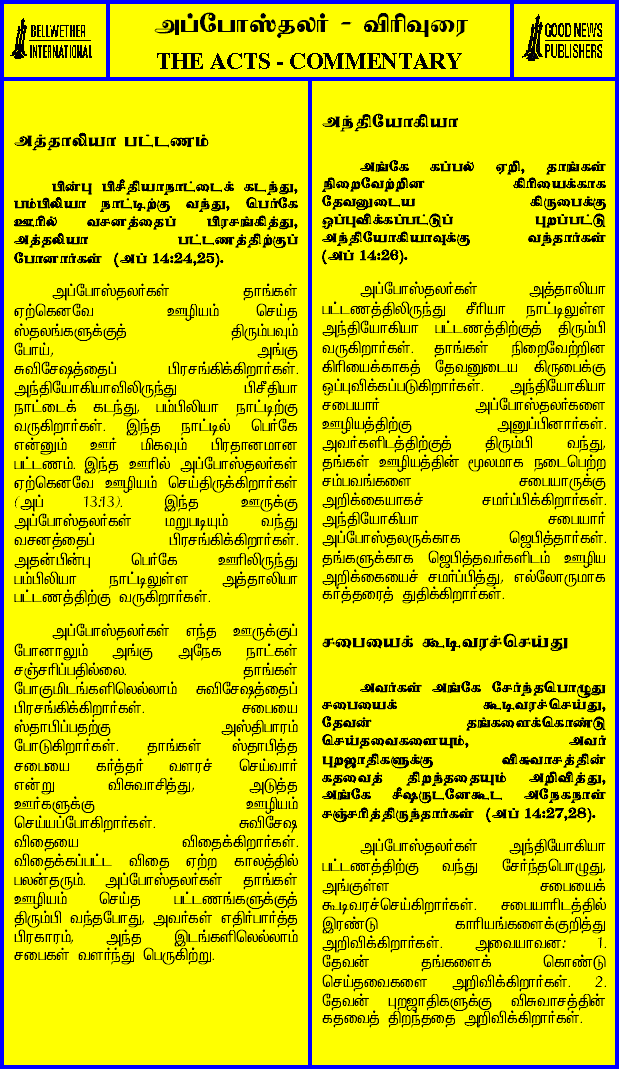 BELLWETHER
INTERNATIONAL
அப்போஸ்தலர் - விரிவுரை
THE ACTS - COMMENTARY
GOOD NEWS
PUBLISHERS
அத்தாலியா பட்டணம்
பின்பு பிசீதியாநாட்டைக் கடந்து,
பம்பிலியா நாட்டிற்கு வந்து, பெர்கே
ஊரில் வசனத்தைப் பிரசங்கித்து,
அத்தலியா பட்டணத்திற்குப்
போனார்கள் (அப் 14:24,25).
அப்போஸ்தலர்கள் தாங்கள்
ஏற்கெனவே ஊழியம் செய்த
ஸ்தலங்களுக்குத் திரும்பவும்
போய், அங்கு
சுவிசேஷத்தைப் பிரசங்கிக்கிறார்கள்.
அந்தியோகியாவிலிருந்து பிசீதியா
நாட்டைக் கடந்து, பம்பிலியா நாட்டிற்கு
வருகிறார்கள். இந்த நாட்டில் பெர்கே
என்னும் ஊர் மிகவும் பிரதானமான
பட்டணம். இந்த ஊரில் அப்போஸ்தலர்கள்
ஏற்கெனவே ஊழியம் செய்திருக்கிறார்கள்
(அப் 13:13). இந்த ஊருக்கு
அப்போஸ்தலர்கள் மறுபடியும் வந்து
வசனத்தைப் பிரசங்கிக்கிறார்கள்.
அதன்பின்பு பெர்கே ஊரிலிருந்து
பம்பிலியா நாட்டிலுள்ள அத்தாலியா
பட்டணத்திற்கு வருகிறார்கள்.
அப்போஸ்தலர்கள் எந்த ஊருக்குப்
போனாலும் அங்கு அநேக நாட்கள்
சஞ்சரிப்பதில்லை. தாங்கள்
போகுமிடங்களிலெல்லாம் சுவிசேஷத்தைப்
பிரசங்கிக்கிறார்கள். சபையை
ஸ்தாபிப்பதற்கு அஸ்திபாரம்
போடுகிறார்கள். தாங்கள் ஸ்தாபித்த
சபையை கர்த்தர் வளரச் செய்வார்
என்று விசுவாசித்து, அடுத்த
ஊர்களுக்கு ஊழியம்
செய்யப்போகிறார்கள். சுவிசேஷ
விதையை விதைக்கிறார்கள்.
விதைக்கப்பட்ட விதை ஏற்ற காலத்தில்
பலன்தரும். அப்போஸ்தலர்கள் தாங்கள்
ஊழியம் செய்த பட்டணங்களுக்குத்
திரும்பி வந்தபோது, அவர்கள் எதிர்பார்த்த
பிரகாரம், அந்த இடங்களிலெல்லாம்
சபைகள் வளர்ந்து பெருகிற்று.
அந்தியோகியா
அங்கே கப்பல் ஏறி, தாங்கள்
நிறைவேற்றின கிரியைக்காக
தேவனுடைய கிருபைக்கு
ஒப்புவிக்கப்பட்டுப் புறப்பட்டு
அந்தியோகியாவுக்கு வந்தார்கள்
(அப் 14:26).
அப்போஸ்தலர்கள் அத்தாலியா
பட்டணத்திலிருந்து சீரியா நாட்டிலுள்ள
அந்தியோகியா பட்டணத்திற்குத் திரும்பி
வருகிறார்கள். தாங்கள் நிறைவேற்றின
கிரியைக்காகத் தேவனுடைய கிருபைக்கு
ஒப்புவிக்கப்படுகிறார்கள். அந்தியோகியா
சபையார் அப்போஸ்தலர்களை
ஊழியத்திற்கு அனுப்பினார்கள்.
அவர்களிடத்திற்குத் திரும்பி வந்து,
தங்கள் ஊழியத்தின் மூலமாக நடைபெற்ற
சம்பவங்களை சபையாருக்கு
அறிக்கையாகச் சமர்ப்பிக்கிறார்கள்.
அந்தியோகியா சபையார்
அப்போஸ்தலருக்காக ஜெபித்தார்கள்.
தங்களுக்காக ஜெபித்தவர்களிடம் ஊழிய
அறிக்கையைச் சமர்ப்பித்து, எல்லோருமாக
கர்த்தரைத் துதிக்கிறார்கள்.
சபையைக் கூடிவரச்செய்து
அவர்கள் அங்கே சேர்ந்தபொழுது
சபையைக் கூடிவரச்செய்து,
தேவன் தங்களைக்கொண்டு
செய்தவைகளையும், அவர்
புறஜாதிகளுக்கு விசுவாசத்தின்
கதவைத் திறந்ததையும் அறிவித்து,
அங்கே சீஷருடனேகூட அநேகநாள்
சஞ்சரித்திருந்தார்கள் (அப் 14:27,28).
அப்போஸ்தலர்கள் அந்தியோகியா
பட்டணத்திற்கு வந்து சேர்ந்தபொழுது,
அங்குள்ள சபையைக்
கூடிவரச்செய்கிறார்கள். சபையாரிடத்தில்
இரண்டு காரியங்களைக்குறித்து
அறிவிக்கிறார்கள். அவையாவன: 1.
தேவன் தங்களைக் கொண்டு
செய்தவைகளை அறிவிக்கிறார்கள். 2.
தேவன் புறஜாதிகளுக்கு விசுவாசத்தின்
கதவைத் திறந்ததை அறிவிக்கிறார்கள்.